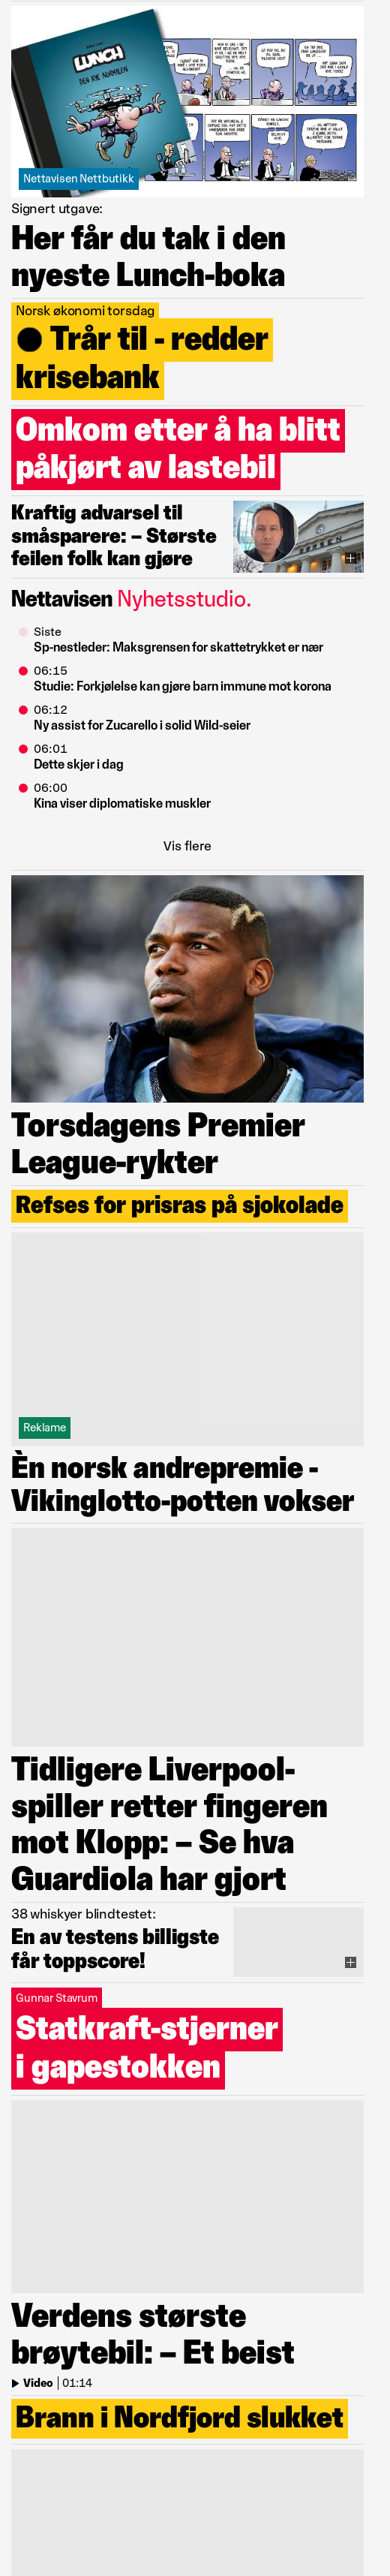 LUNCH
DEN NYE NORMALEN
Nettavisen Nettbutikk
Signert utgave:
Her får du tak i den
nyeste Lunch-boka
Norsk økonomi torsdag
Trår til - redder
krisebank
Omkom etter å ha blitt
påkjørt av lastebil
Kraftig advarsel til
småsparere: – Største
feilen folk kan gjøre
Nettavisen Nyhetsstudio.
Siste
Sp-nestleder: Maksgrensen for skattetrykket er nær
06:15
Studie: Forkjølelse kan gjøre barn immune mot korona
06:12
Ny assist for Zucarello i solid Wild-seier
06:01
Dette skjer i dag
06:00
Kina viser diplomatiske muskler
Vis flere
Torsdagens Premier
League-rykter
Refses for prisras på sjokolade
Reklame
Èn norsk andrepremie -
Vikinglotto-potten vokser
Tidligere Liverpool-
spiller retter fingeren
mot Klopp: – Se hva
Guardiola har gjort
38 whiskyer blindtestet:
En av testens billigste
får toppscore!
Gunnar Stavrum
Statkraft-stjerner
i gapestokken
Verdens største
brøytebil: – Et beist
Video 01:14
Brann i Nordfjord slukket